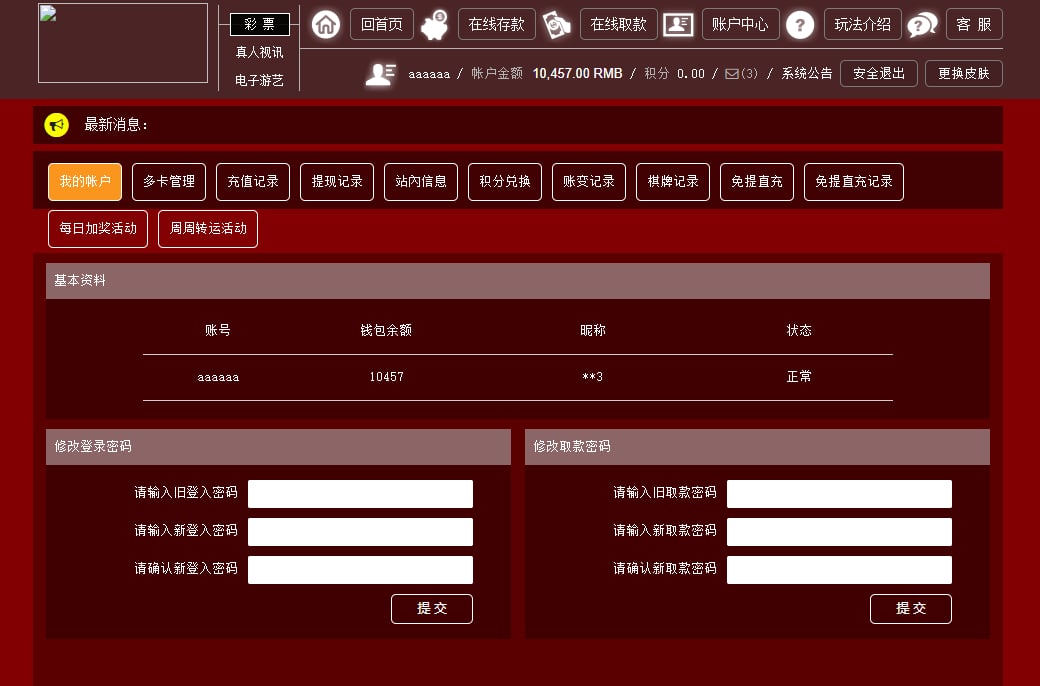 彩 票
真人视讯
电子游艺
回首页 在线存款 在线取款 账户中心 玩法介绍 客 服
aaaaaa / 帐户金额 10,457.00 RMB / 积分 0.00 / (3) / 系统公告 安全退出 更换皮肤
最新消息：
我的帐户 多卡管理 充值记录 提现记录 站内信息 积分兑换 账变记录 棋牌记录 免提直充 免提直充记录
每日加奖活动 周周转运活动
基本资料
账号 钱包余额 昵称 状态
aaaaaa 10457 **3 正常
修改登录密码
请输入旧登入密码
请输入新登入密码
请确认新登入密码
提 交
修改取款密码
请输入旧取款密码
请输入新取款密码
请确认新取款密码
提 交